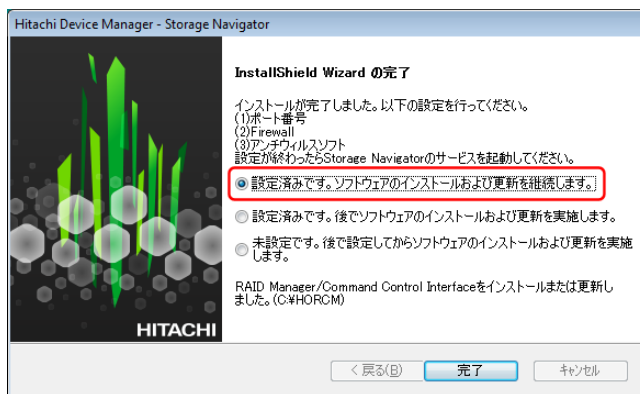 Hitachi Device Manager - Storage Navigator
InstallShield Wizard の完了
インストールが完了しました。以下の設定を行ってください。
(1)ポート番号
(2)Firewall
(3)アンチウィルスソフト
設定が終わったらStorage Navigatorのサービスを起動してください。
設定済みです。ソフトウェアのインストールおよび更新を継続します。
設定済みです。後でソフトウェアのインストールおよび更新を実施します。
未設定です。後で設定してからソフトウェアのインストールおよび更新を実施
します。
RAID Manager/Command Control Interfaceをインストールまたは更新し
ました。(C:¥HORCM)
HITACHI
< 戻る(B)
完了
キャンセル